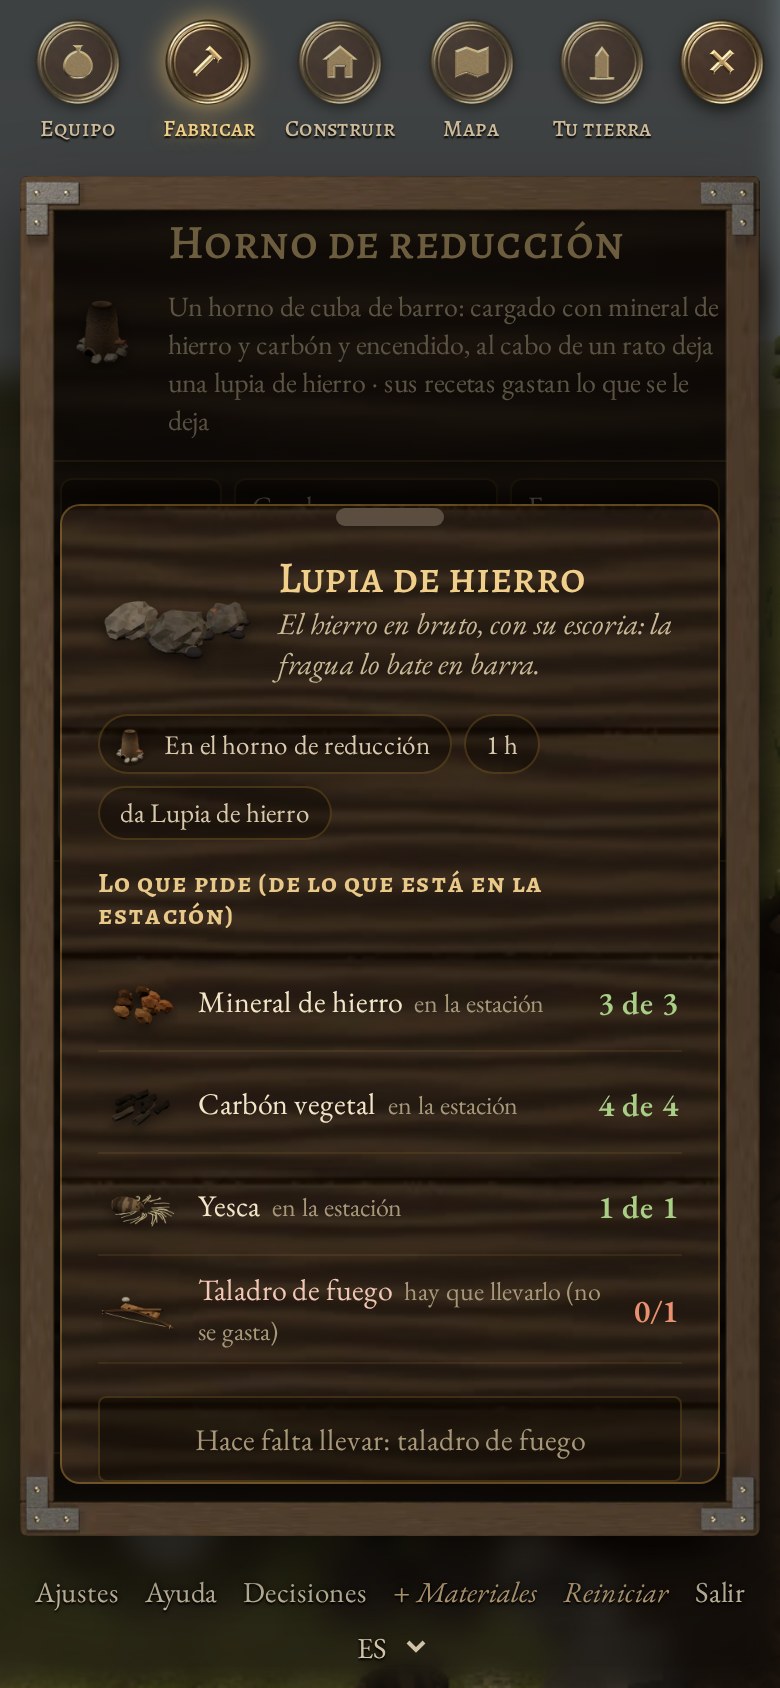 Equipo
Fabricar
Construir
Mapa
Tu tierra
Horno de reducción
Un horno de cuba de barro: cargado con mineral de
hierro y carbón y encendido, al cabo de un rato deja
una lupia de hierro · sus recetas gastan lo que se le
deja
Lupia de hierro
El hierro en bruto, con su escoria: la
fragua lo bate en barra.
En el horno de reducción
1 h
da Lupia de hierro
Lo que pide (de lo que está en la
estación)
Mineral de hierro en la estación 3 de 3
Carbón vegetal en la estación 4 de 4
Yesca en la estación 1 de 1
Taladro de fuego hay que llevarlo (no
se gasta) 0/1
Hace falta llevar: taladro de fuego
Ajustes Ayuda Decisiones + Materiales Reiniciar Salir
ES